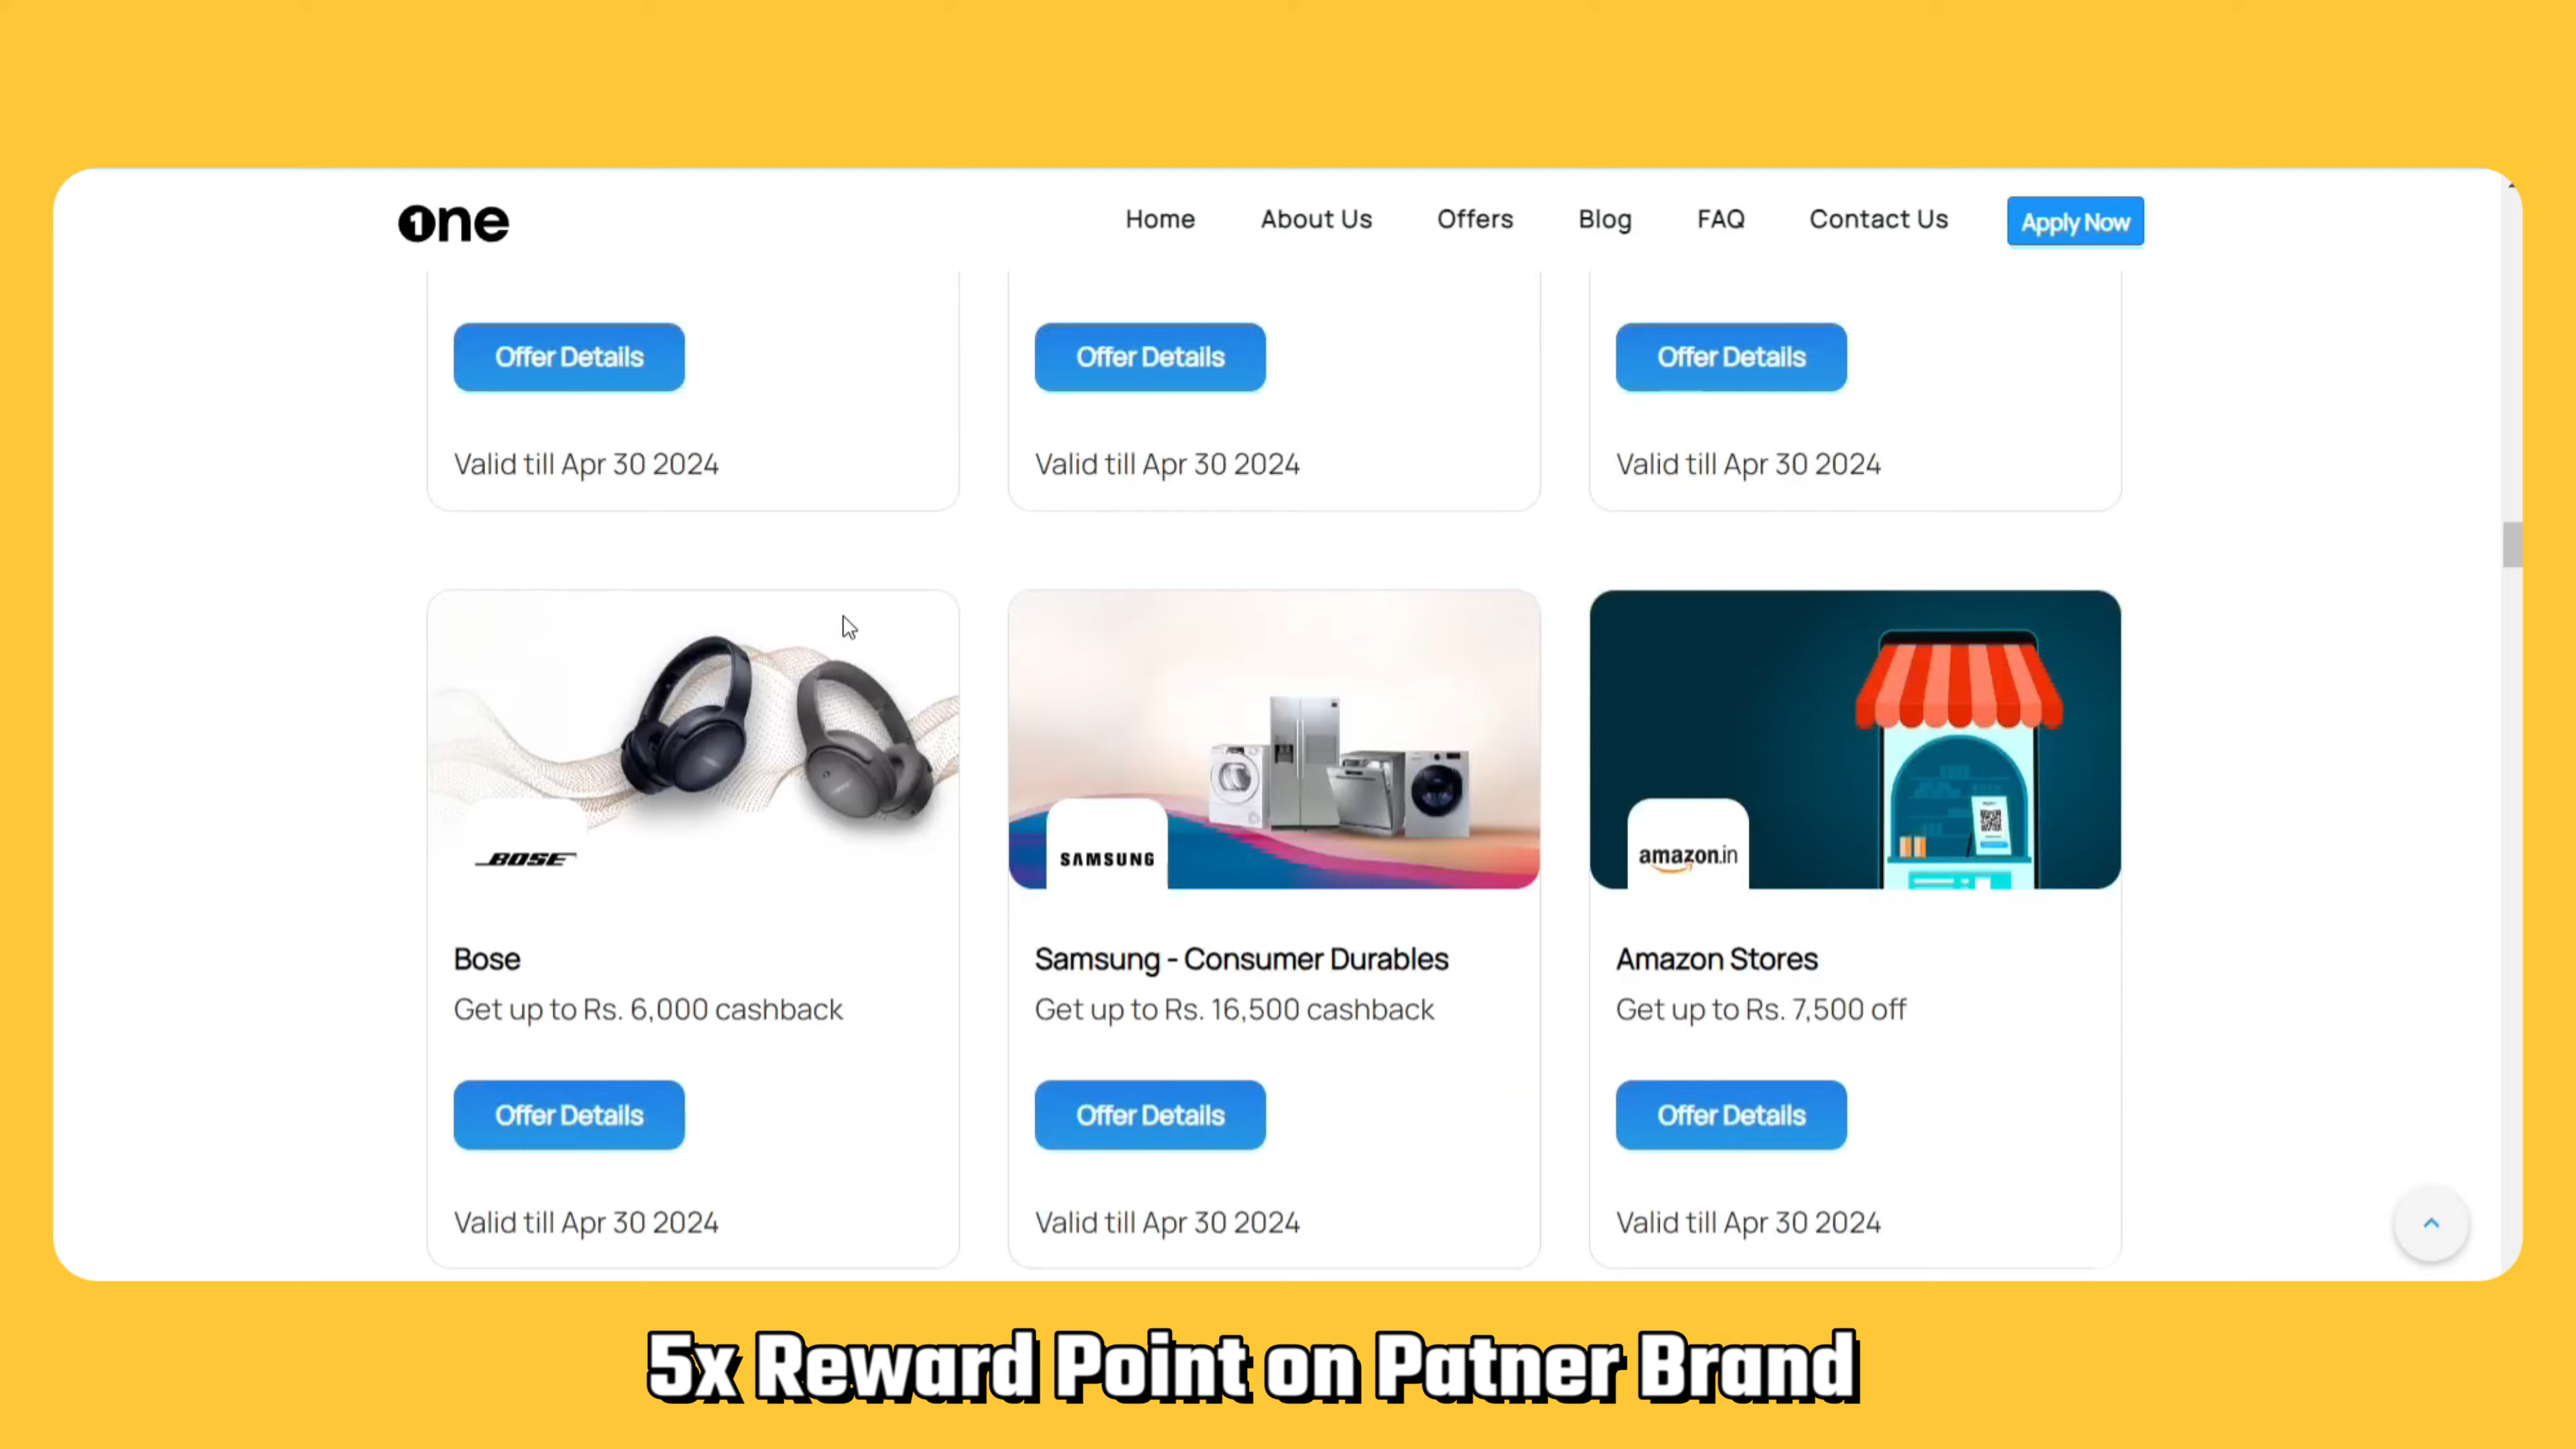 One
Home About Us Offers Blog FAQ Contact Us Apply Now
Offer Details Offer Details Offer Details
Valid till Apr 30 2024 Valid till Apr 30 2024 Valid till Apr 30 2024
BOSE SAMSUNG amazon.in
Bose Samsung - Consumer Durables Amazon Stores
Get up to Rs. 6,000 cashback Get up to Rs. 16,500 cashback Get up to Rs. 7,500 off
Offer Details Offer Details Offer Details
Valid till Apr 30 2024 Valid till Apr 30 2024 Valid till Apr 30 2024
5x Reward Point on Patner Brand